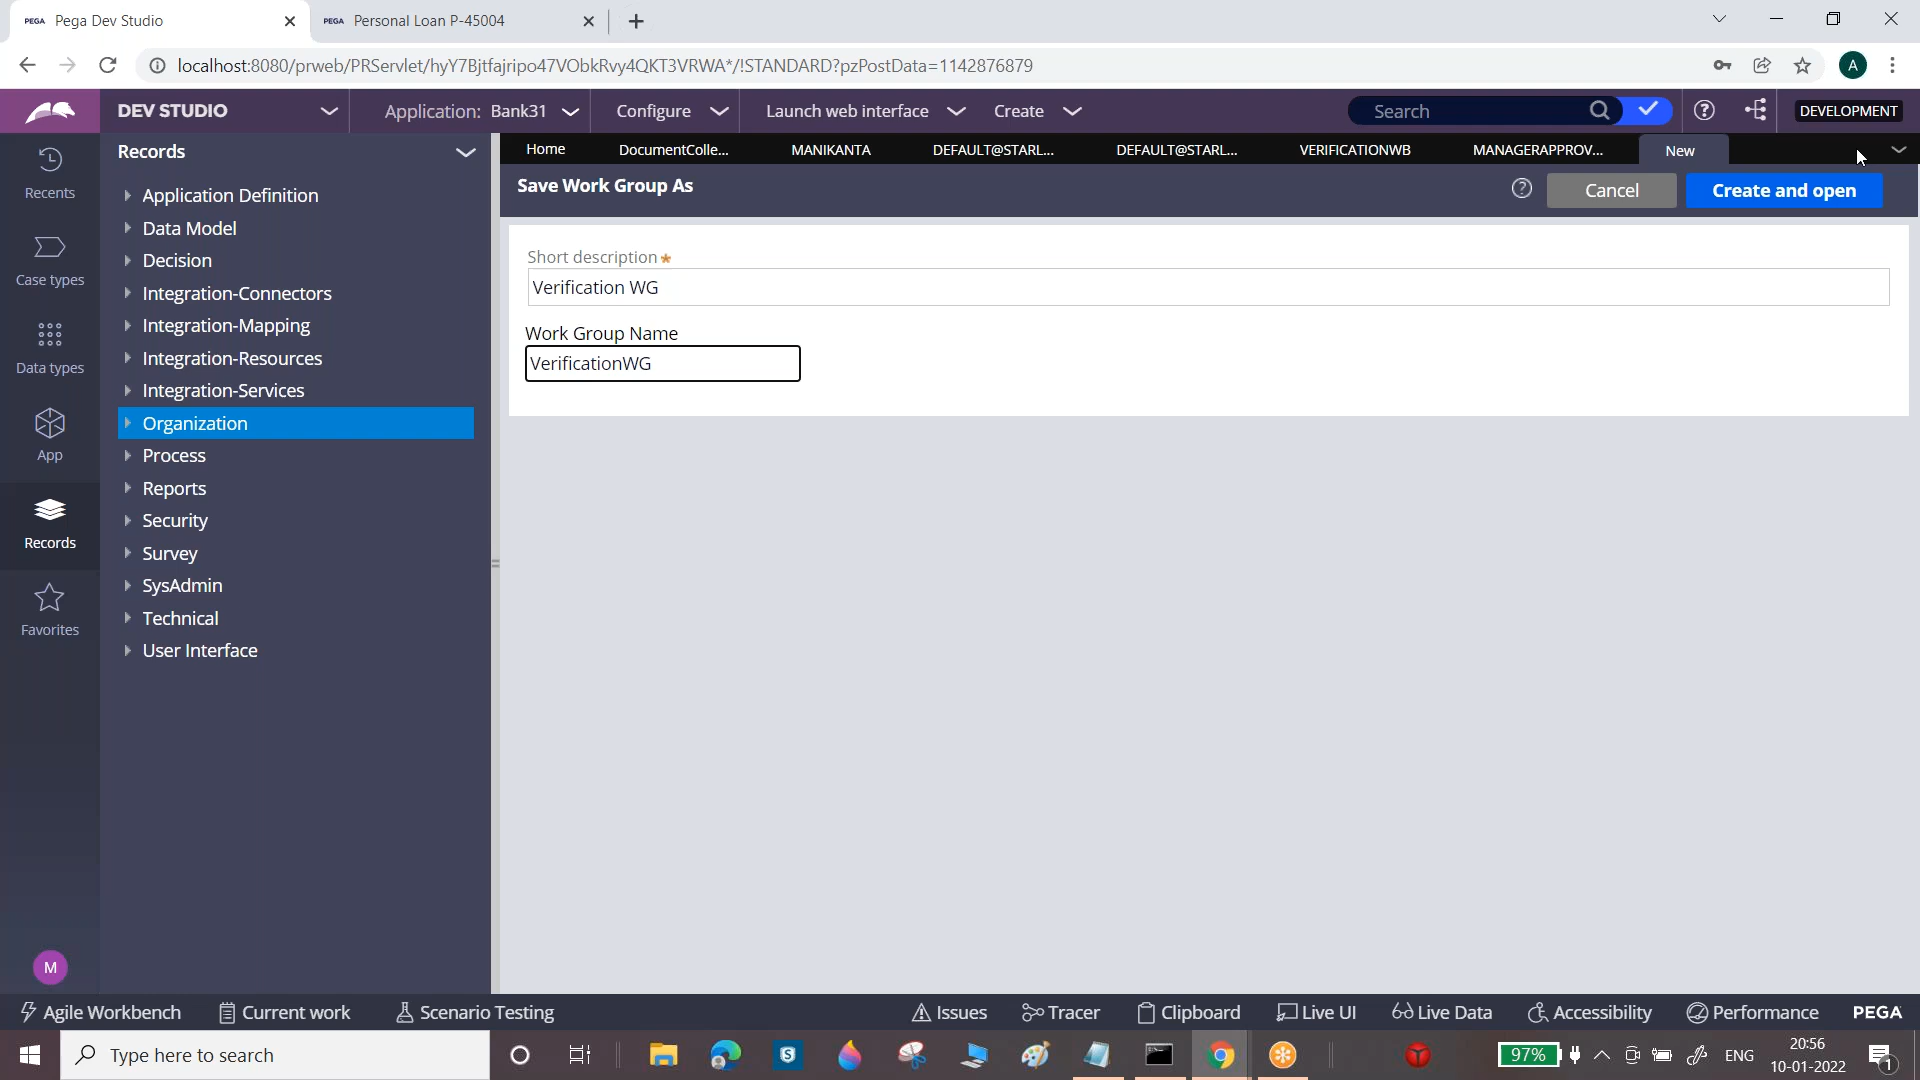 PEGA Pega Dev Studio
PEGA Personal Loan P-45004
localhost:8080/prweb/PRServlet/hyY7Bjtfajripo47VObkRvy4QKT3VRWA*/!STANDARD?pzPostData=1142876879
A
DEV STUDIO
Application: Bank31
Configure
Launch web interface
Create
Search
DEVELOPMENT
Recents
Case types
Data types
App
Records
Favorites
M
Records
Application Definition
Data Model
Decision
Integration-Connectors
Integration-Mapping
Integration-Resources
Integration-Services
Organization
Process
Reports
Security
Survey
SysAdmin
Technical
User Interface
Home
DocumentColle...
MANIKANTA
DEFAULT@STARL...
DEFAULT@STARL...
VERIFICATIONWB
MANAGERAPPROV...
New
Save Work Group As
Cancel
Create and open
Short description
Verification WG
Work Group Name
VerificationWG
Agile Workbench
Current work
Scenario Testing
Issues
Tracer
Clipboard
Live UI
Live Data
Accessibility
Performance
PEGA
Type here to search
97%
ENG
20:56
10-01-2022
1